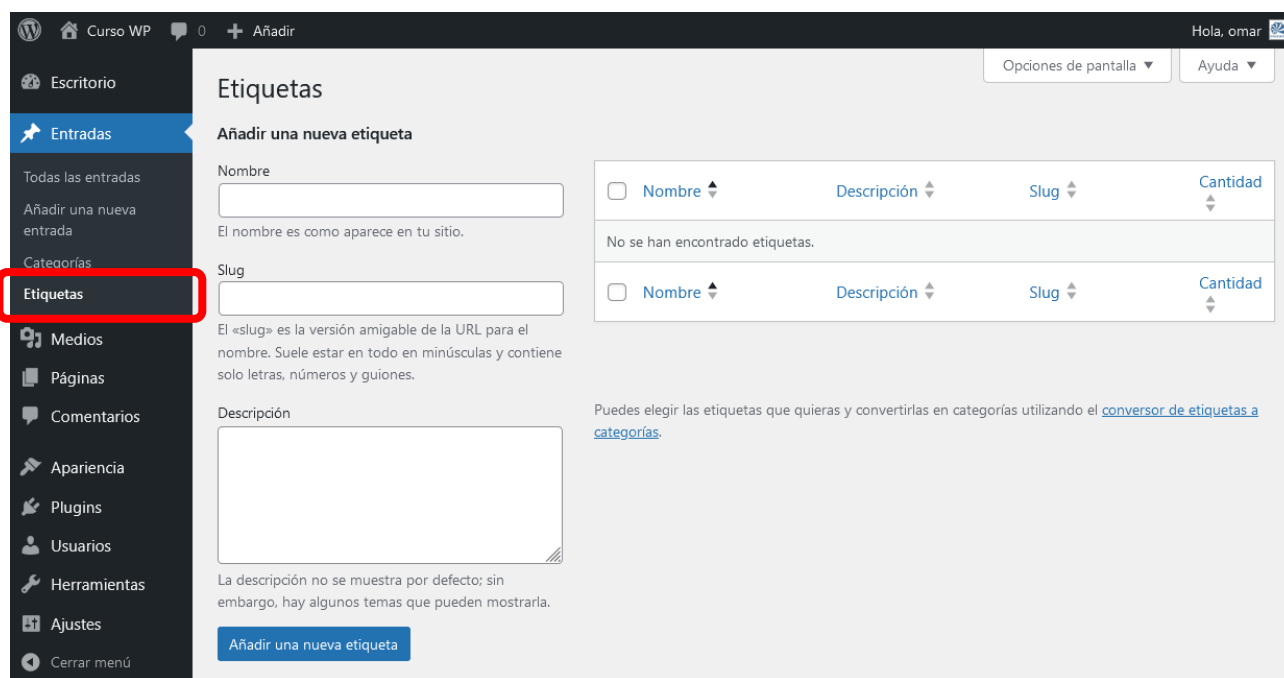 Curso WP 0 Añadir Hola, omar
Escritorio
Entradas
Todas las entradas
Añadir una nueva
entrada
Categorías
Etiquetas
Medios
Páginas
Comentarios
Apariencia
Plugins
Usuarios
Herramientas
Ajustes
Cerrar menú
Opciones de pantalla Ayuda
Etiquetas
Añadir una nueva etiqueta
Nombre
El nombre es como aparece en tu sitio.
Slug
El «slug» es la versión amigable de la URL para el
nombre. Suele estar en todo en minúsculas y contiene
solo letras, números y guiones.
Descripción
La descripción no se muestra por defecto; sin
embargo, hay algunos temas que pueden mostrarla.
Añadir una nueva etiqueta
Nombre Descripción Slug Cantidad
No se han encontrado etiquetas.
Nombre Descripción Slug Cantidad
Puedes elegir las etiquetas que quieras y convertirlas en categorías utilizando el conversor de etiquetas a
categorías.